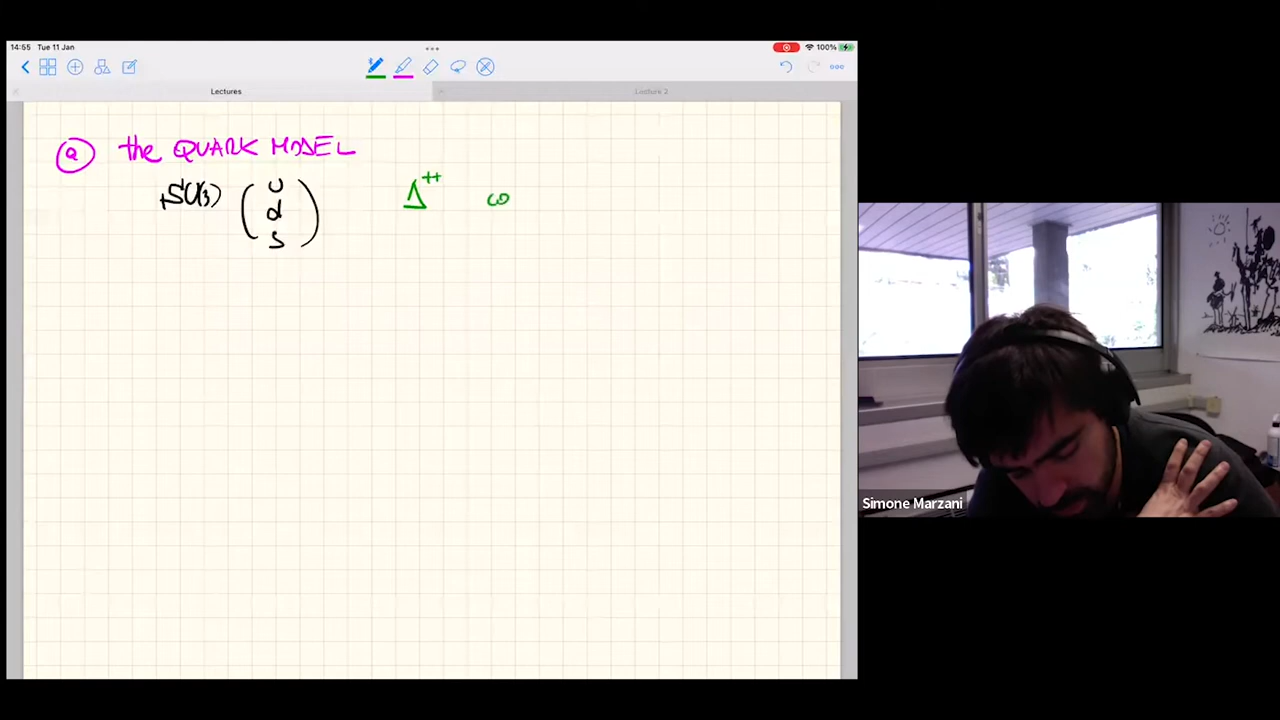 14:55 Tue 11 Jan
100%
Lectures
Lecture 2
a the QUARK MODEL
SU(3) ( u d s ) Δ++ ω
Simone Marzani